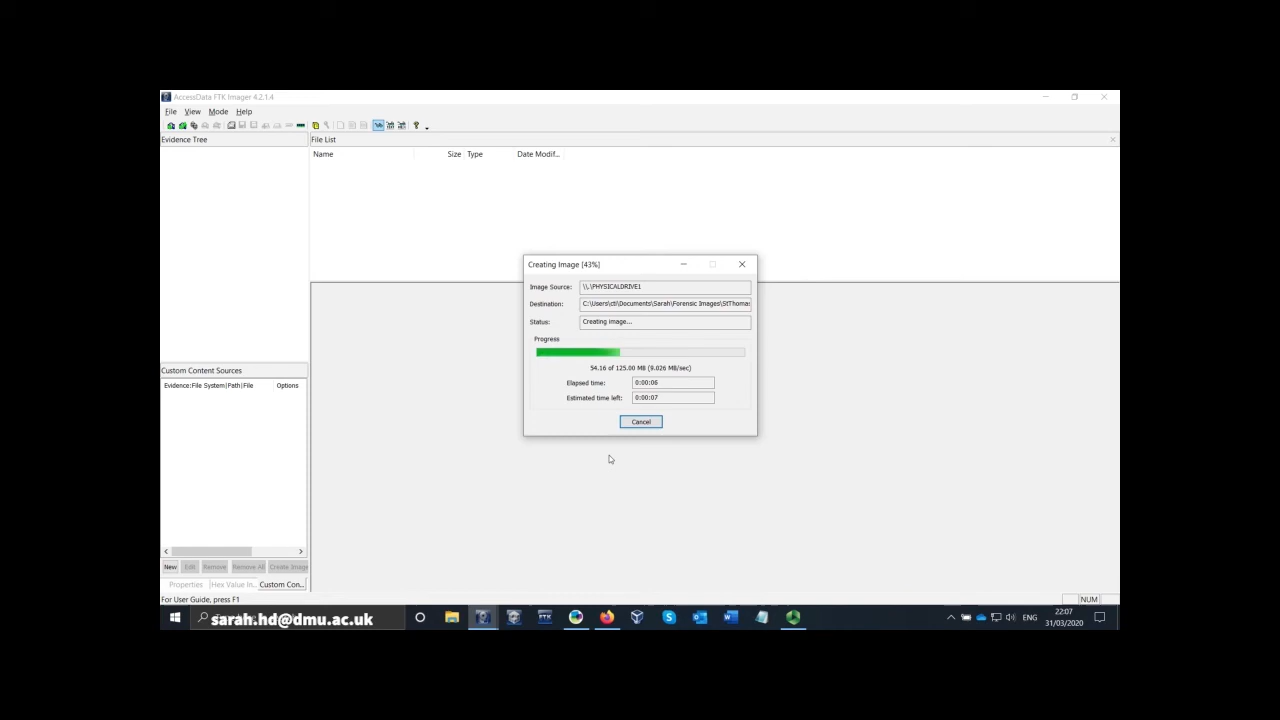 AccessData FTK Imager 4.2.1.4
File View Mode Help
Evidence Tree
File List
Name Size Type Date Modif...
Creating Image [43%]
Image Source: \\.\PHYSICALDRIVE1
Destination: C:\Users\cti\Documents\Sarah\Forensic Images\StThomas
Status: Creating image...
Progress
54.16 of 125.00 MB (9.026 MB/sec)
Elapsed time: 0:00:06
Estimated time left: 0:00:07
Cancel
Custom Content Sources
Evidence:File System|Path|File Options
New Edit Remove Remove All Create Image
Properties Hex Value In... Custom Con...
For User Guide, press F1
NUM
sarah.hd@dmu.ac.uk
FTK
ENG
22:07
31/03/2020